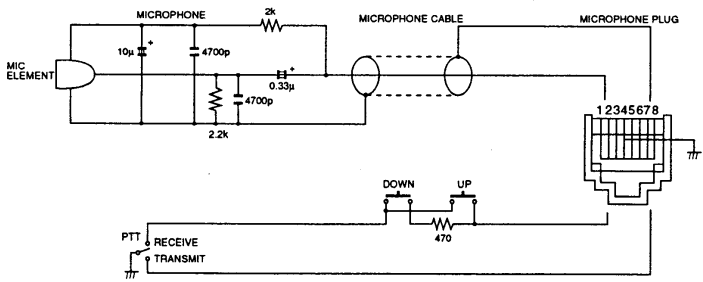 MICROPHONE
2k
MICROPHONE CABLE
MICROPHONE PLUG
10μ
+
4700p
MIC
ELEMENT
+
0.33μ
4700p
2.2k
12345678
DOWN
UP
470
PTT
RECEIVE
TRANSMIT